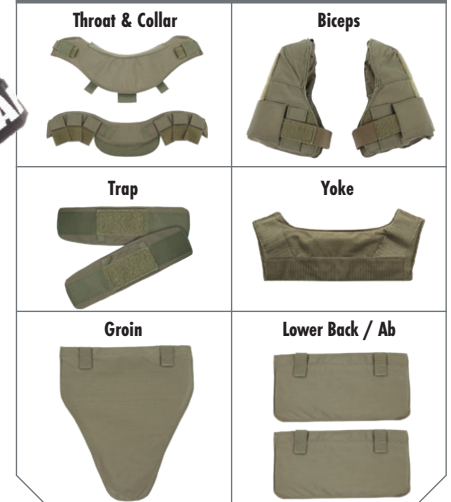 Throat & Collar
Biceps
Trap
Yoke
Groin
Lower Back / Ab